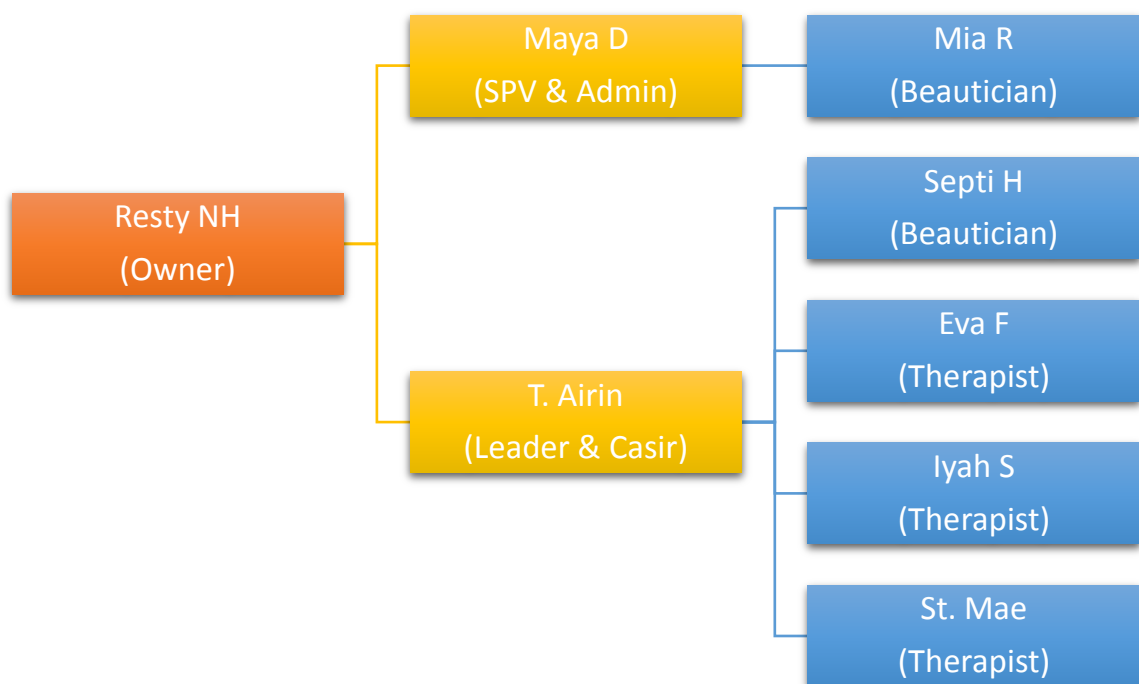 Resty NH
(Owner)
Maya D
(SPV & Admin)
Mia R
(Beautician)
T. Airin
(Leader & Casir)
Septi H
(Beautician)
Eva F
(Therapist)
Iyah S
(Therapist)
St. Mae
(Therapist)